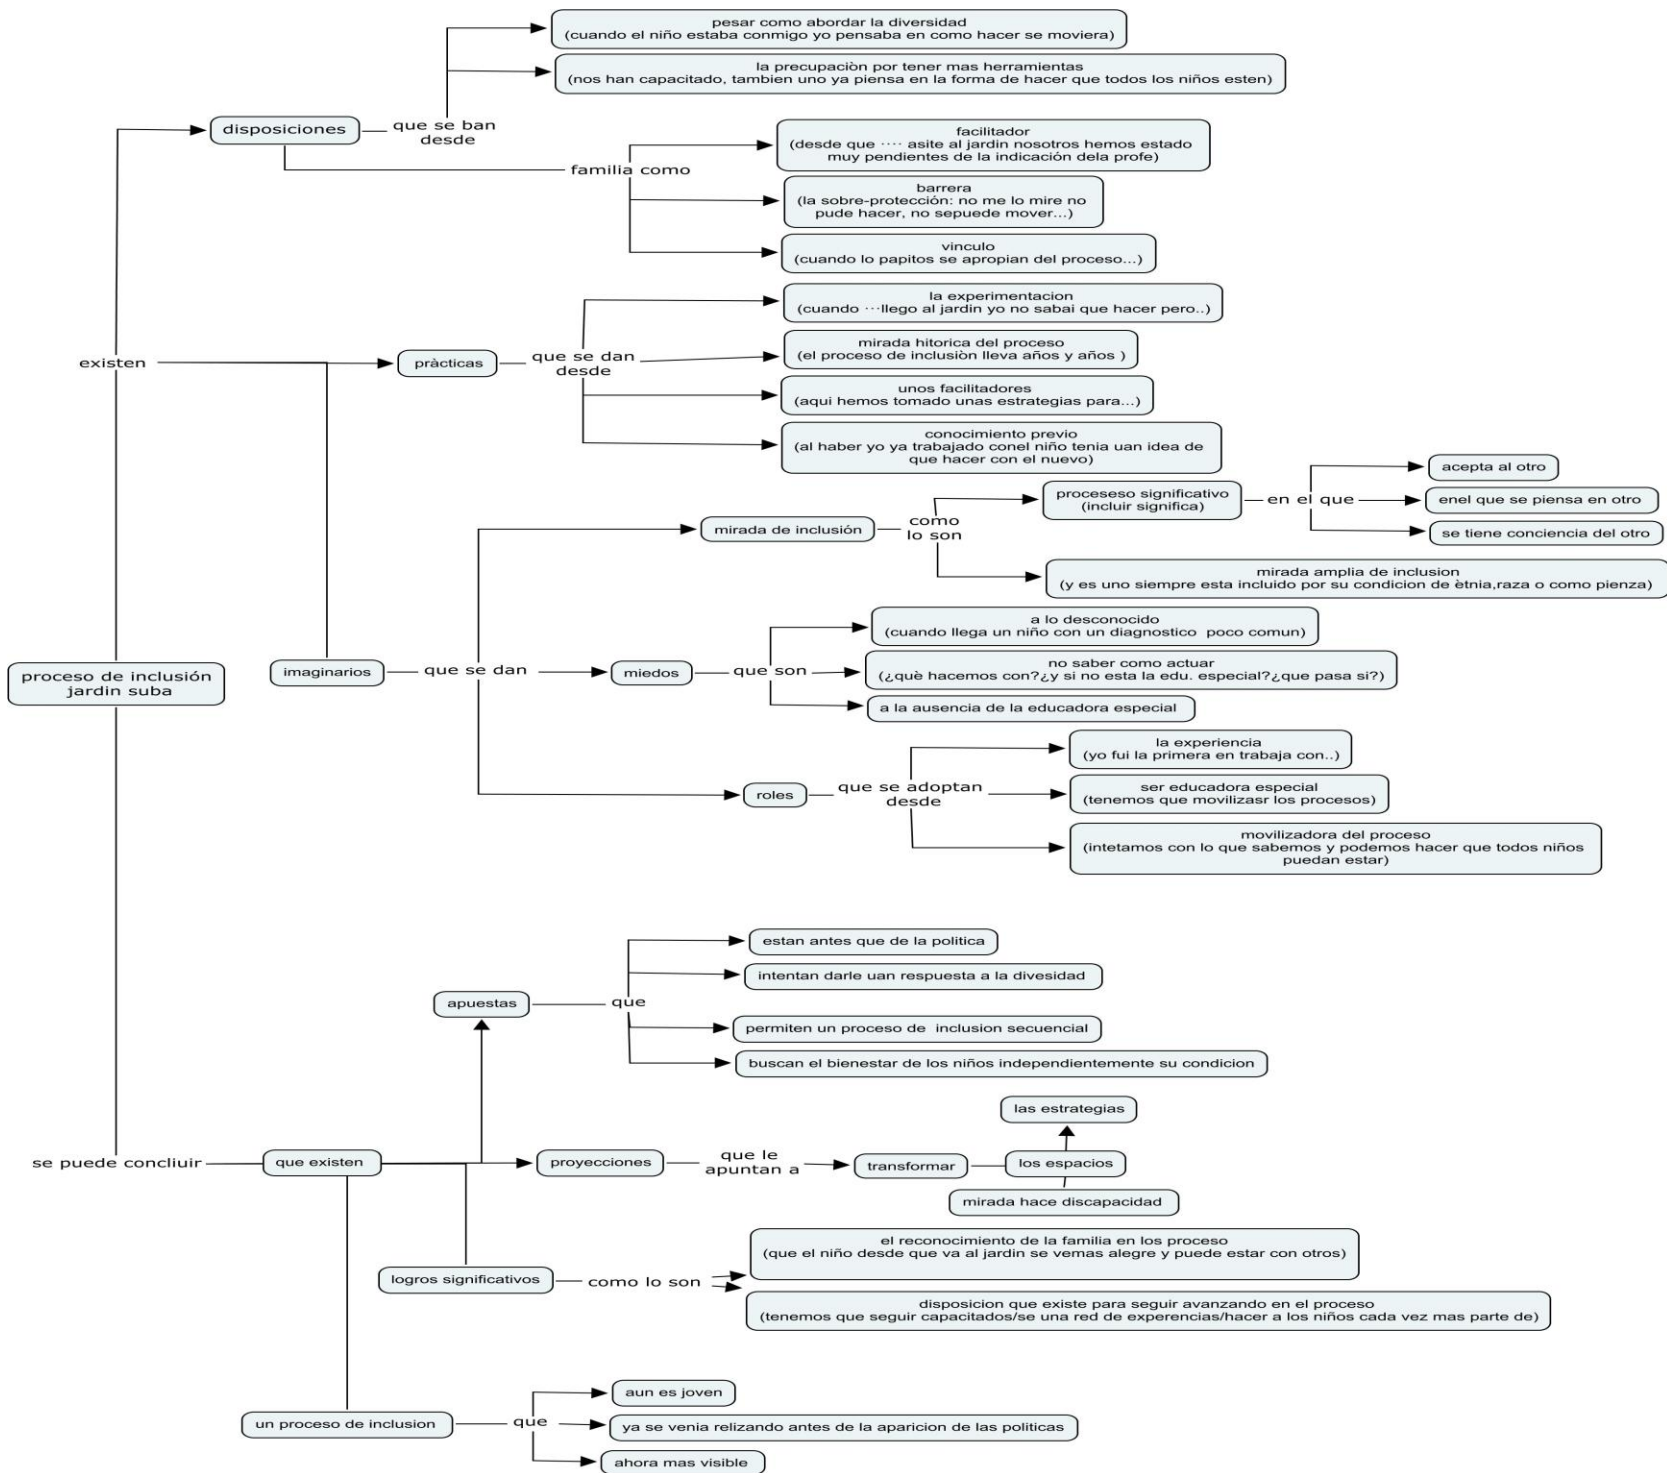 pesar como abordar la diversidad
(cuando el niño estaba conmigo yo pensaba en como hacer se moviera)
la precupaciòn por tener mas herramientas
(nos han capacitado, tambien uno ya piensa en la forma de hacer que todos los niños esten)
disposiciones
que se ban
desde
familia como
facilitador
(desde que ···· asite al jardin nosotros hemos estado
muy pendientes de la indicación dela profe)
barrera
(la sobre-protección: no me lo mire no
pude hacer, no sepuede mover...)
vinculo
(cuando lo papitos se apropian del proceso...)
existen
pràcticas
que se dan
desde
la experimentacion
(cuando ···llego al jardin yo no sabai que hacer pero..)
mirada hitorica del proceso
(el proceso de inclusiòn lleva años y años )
unos facilitadores
(aqui hemos tomado unas estrategias para...)
conocimiento previo
(al haber yo ya trabajado conel niño tenia uan idea de
que hacer con el nuevo)
proceso de inclusión
jardin suba
imaginarios
que se dan
mirada de inclusión
como
lo son
proceseso significativo
(incluir significa)
en el que
acepta al otro
enel que se piensa en otro
se tiene conciencia del otro
mirada amplia de inclusion
(y es uno siempre esta incluido por su condicion de ètnia,raza o como pienza)
miedos
que son
a lo desconocido
(cuando llega un niño con un diagnostico poco comun)
no saber como actuar
(¿què hacemos con?¿y si no esta la edu. especial?¿que pasa si?)
a la ausencia de la educadora especial
roles
que se adoptan
desde
la experiencia
(yo fui la primera en trabaja con..)
ser educadora especial
(tenemos que movilizasr los procesos)
movilizadora del proceso
(intetamos con lo que sabemos y podemos hacer que todos niños
puedan estar)
se puede concliuir
que existen
apuestas
que
estan antes que de la politica
intentan darle uan respuesta a la divesidad
permiten un proceso de inclusion secuencial
buscan el bienestar de los niños independientemente su condicion
proyecciones
que le
apuntan a
transformar
las estrategias
los espacios
mirada hace discapacidad
logros significativos
como lo son
el reconocimiento de la familia en los proceso
(que el niño desde que va al jardin se vemas alegre y puede estar con otros)
disposicion que existe para seguir avanzando en el proceso
(tenemos que seguir capacitados/se una red de experencias/hacer a los niños cada vez mas parte de)
un proceso de inclusion
que
aun es joven
ya se venia relizando antes de la aparicion de las politicas
ahora mas visible